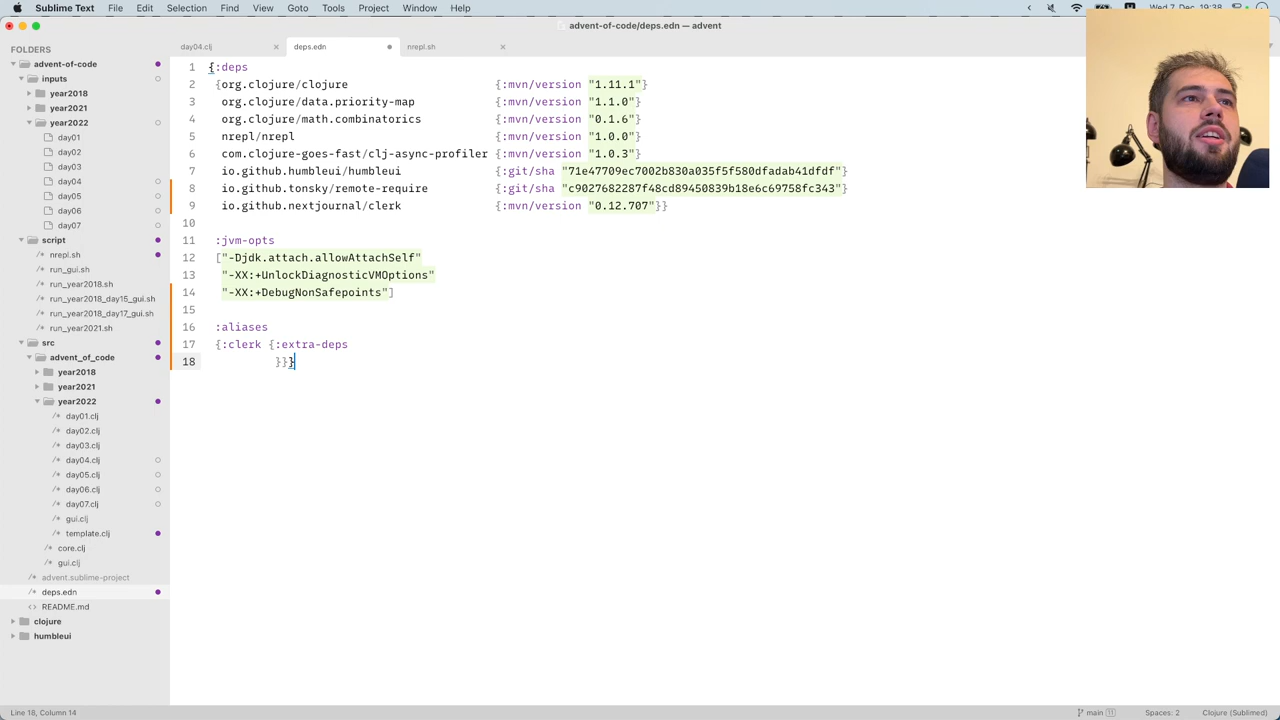 Sublime Text File Edit Selection Find View Goto Tools Project Window Help
Wed 7. Dec 19:38
advent-of-code/deps.edn — advent
FOLDERS
advent-of-code
inputs
year2018
year2021
year2022
day01
day02
day03
day04
day05
day06
day07
script
nrepl.sh
run_gui.sh
run_year2018.sh
run_year2018_day15_gui.sh
run_year2018_day17_gui.sh
run_year2021.sh
src
advent_of_code
year2018
year2021
year2022
day01.clj
day02.clj
day03.clj
day04.clj
day05.clj
day06.clj
day07.clj
gui.clj
template.clj
core.clj
gui.clj
advent.sublime-project
deps.edn
README.md
clojure
humbleui
day04.clj deps.edn nrepl.sh
1 {:deps
2 {org.clojure/clojure {:mvn/version "1.11.1"}
3 org.clojure/data.priority-map {:mvn/version "1.1.0"}
4 org.clojure/math.combinatorics {:mvn/version "0.1.6"}
5 nrepl/nrepl {:mvn/version "1.0.0"}
6 com.clojure-goes-fast/clj-async-profiler {:mvn/version "1.0.3"}
7 io.github.humbleui/humbleui {:git/sha "71e47709ec7002b830a035f5f580dfadab41dfdf"}
8 io.github.tonsky/remote-require {:git/sha "c9027682287f48cd89450839b18e6c69758fc343"}
9 io.github.nextjournal/clerk {:mvn/version "0.12.707"}}
10
11 :jvm-opts
12 ["-Djdk.attach.allowAttachSelf"
13 "-XX:+UnlockDiagnosticVMOptions"
14 "-XX:+DebugNonSafepoints"]
15
16 :aliases
17 {:clerk {:extra-deps
18 }}}
Line 18, Column 14 main 11 Spaces: 2 Clojure (Sublimed)